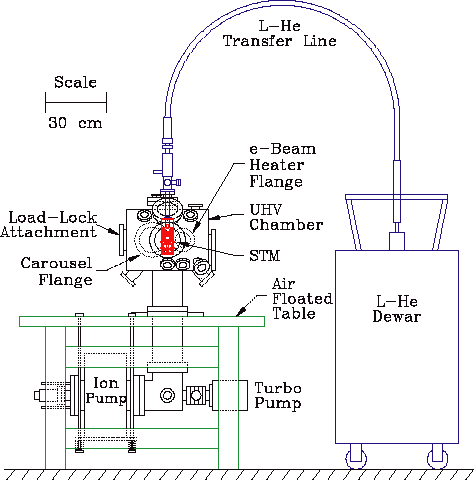 L-He
Transfer Line
Scale
30 cm
e-Beam
Heater
Flange
UHV
Chamber
Load-Lock
Attachment
STM
Carousel
Flange
Air
Floated
Table
L-He
Dewar
Ion
Pump
Turbo
Pump